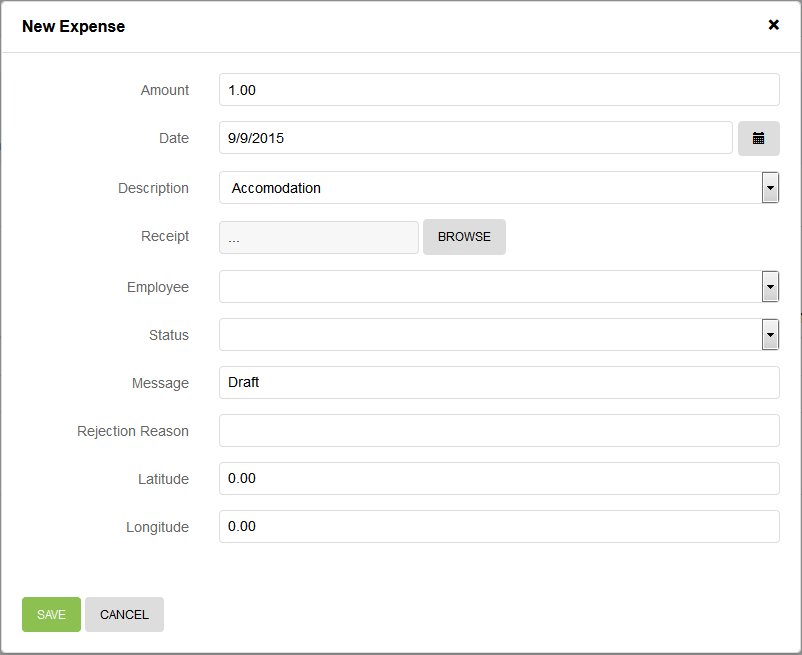 New Expense ×
Amount 1.00
Date 9/9/2015
Description Accomodation
Receipt ... BROWSE
Employee
Status
Message Draft
Rejection Reason
Latitude 0.00
Longitude 0.00
SAVE CANCEL